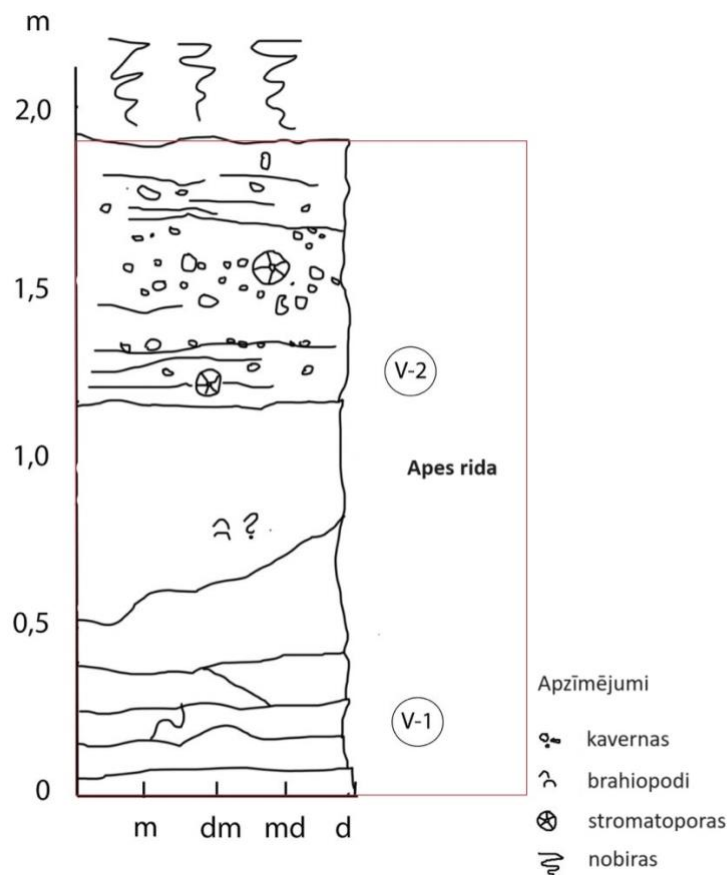 m
2,0
1,5
V-2
1,0
Apes rida
?
0,5
Apzīmējumi
V-1
kavernas
0
brahiopodi
m dm md d
stromatoporas
nobiras